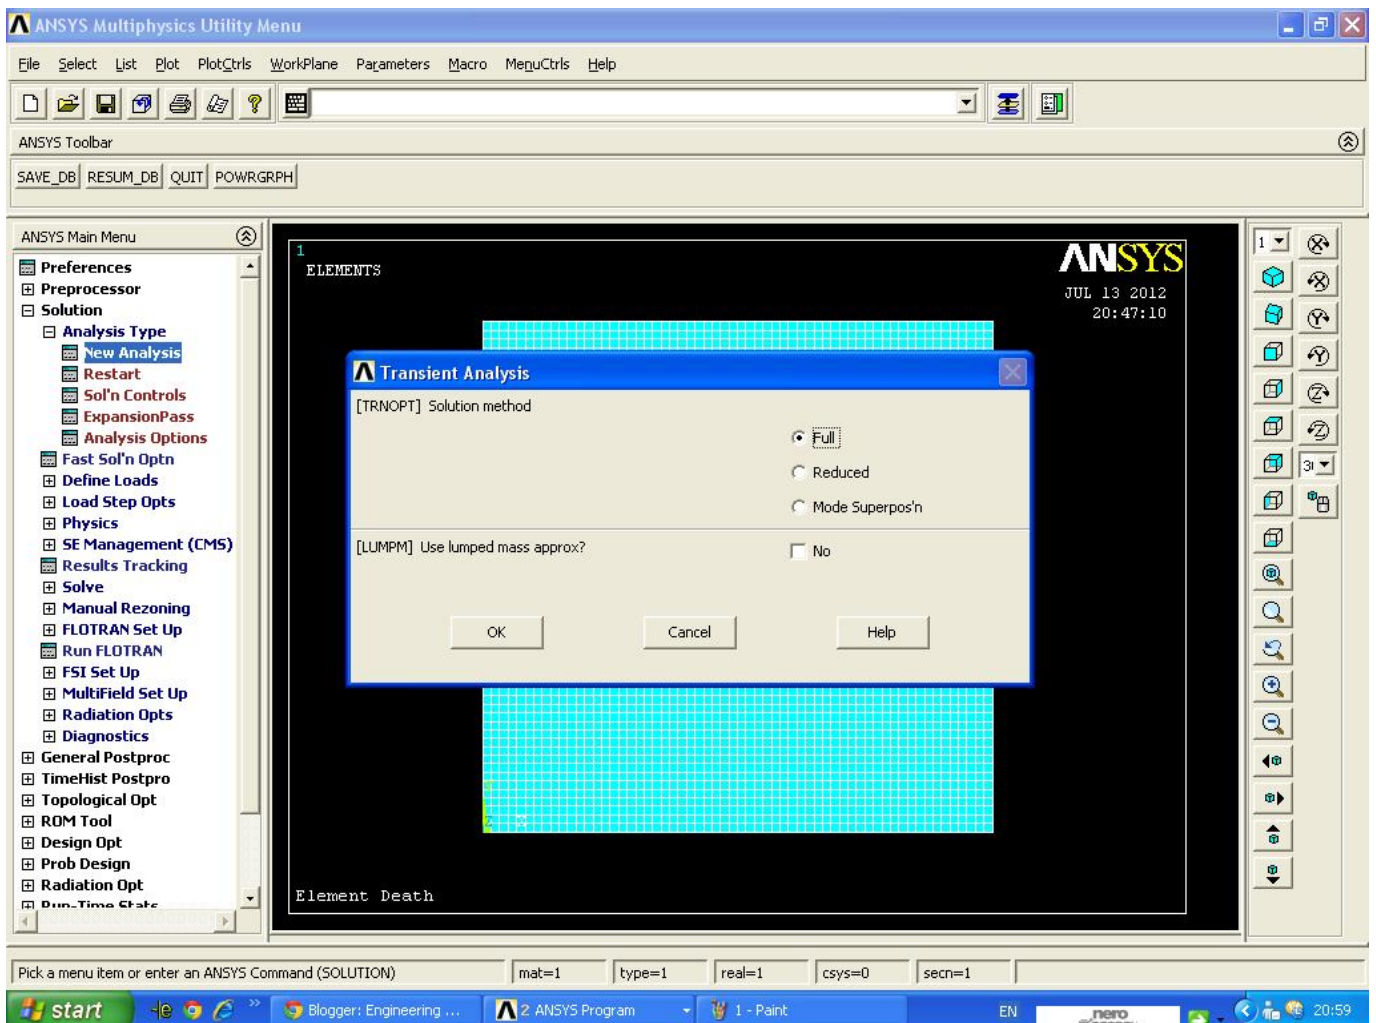 ANSYS Multiphysics Utility Menu
File Select List Plot PlotCtrls WorkPlane Parameters Macro MenuCtrls Help
ANSYS Toolbar
SAVE_DB RESUM_DB QUIT POWRGRPH
ANSYS Main Menu
Preferences
Preprocessor
Solution
Analysis Type
New Analysis
Restart
Sol'n Controls
ExpansionPass
Analysis Options
Fast Sol'n Optn
Define Loads
Load Step Opts
Physics
SE Management (CMS)
Results Tracking
Solve
Manual Rezoning
FLOTRAN Set Up
Run FLOTRAN
FSI Set Up
MultiField Set Up
Radiation Opts
Diagnostics
General Postproc
TimeHist Postpro
Topological Opt
ROM Tool
Design Opt
Prob Design
Radiation Opt
Run-Time Stats
1
ELEMENTS
ANSYS
JUL 13 2012
20:47:10
Transient Analysis
[TRNOPT] Solution method
Full
Reduced
Mode Superpos'n
[LUMPM] Use lumped mass approx?
No
OK Cancel Help
Z X
Element Death
1
X
X
Y
Y
Z
Z
Pick a menu item or enter an ANSYS Command (SOLUTION) mat=1 type=1 real=1 csys=0 secn=1
start Blogger: Engineering ... 2 ANSYS Program 1 - Paint EN nero 20:59